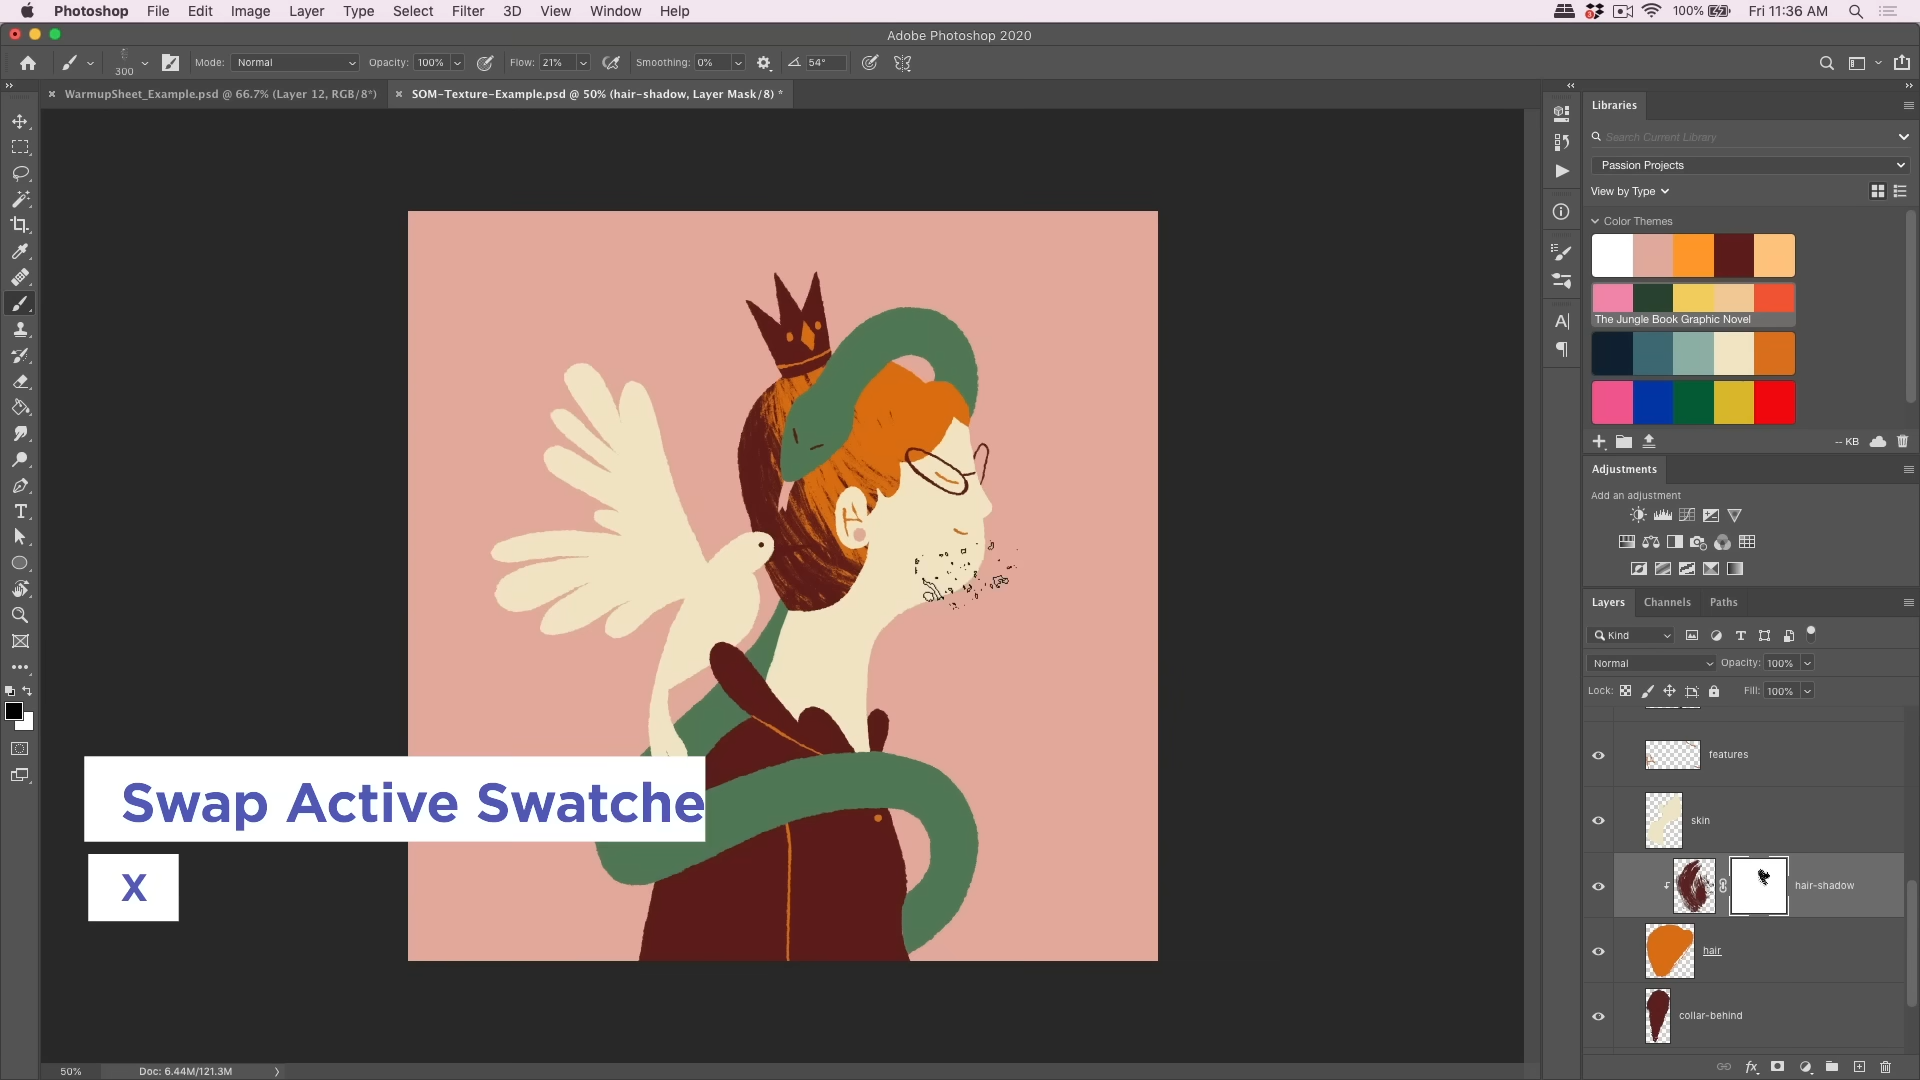 Photoshop File Edit Image Layer Type Select Filter 3D View Window Help 100% Fri 11:36 AM
Adobe Photoshop 2020
300 Mode: Normal Opacity: 100% Flow: 21% Smoothing: 0% 54°
WarmupSheet_Example.psd @ 66.7% (Layer 12, RGB/8*) SOM-Texture-Example.psd @ 50% (hair-shadow, Layer Mask/8) *
Libraries
Search Current Library
Passion Projects
View by Type
Color Themes
The Jungle Book Graphic Novel
-- KB
Adjustments
Add an adjustment
Layers Channels Paths
Kind
Normal Opacity: 100%
Lock: Fill: 100%
features
skin
hair-shadow
hair
collar-behind
Swap Active Swatche
X
50% Doc: 6.44M/121.3M